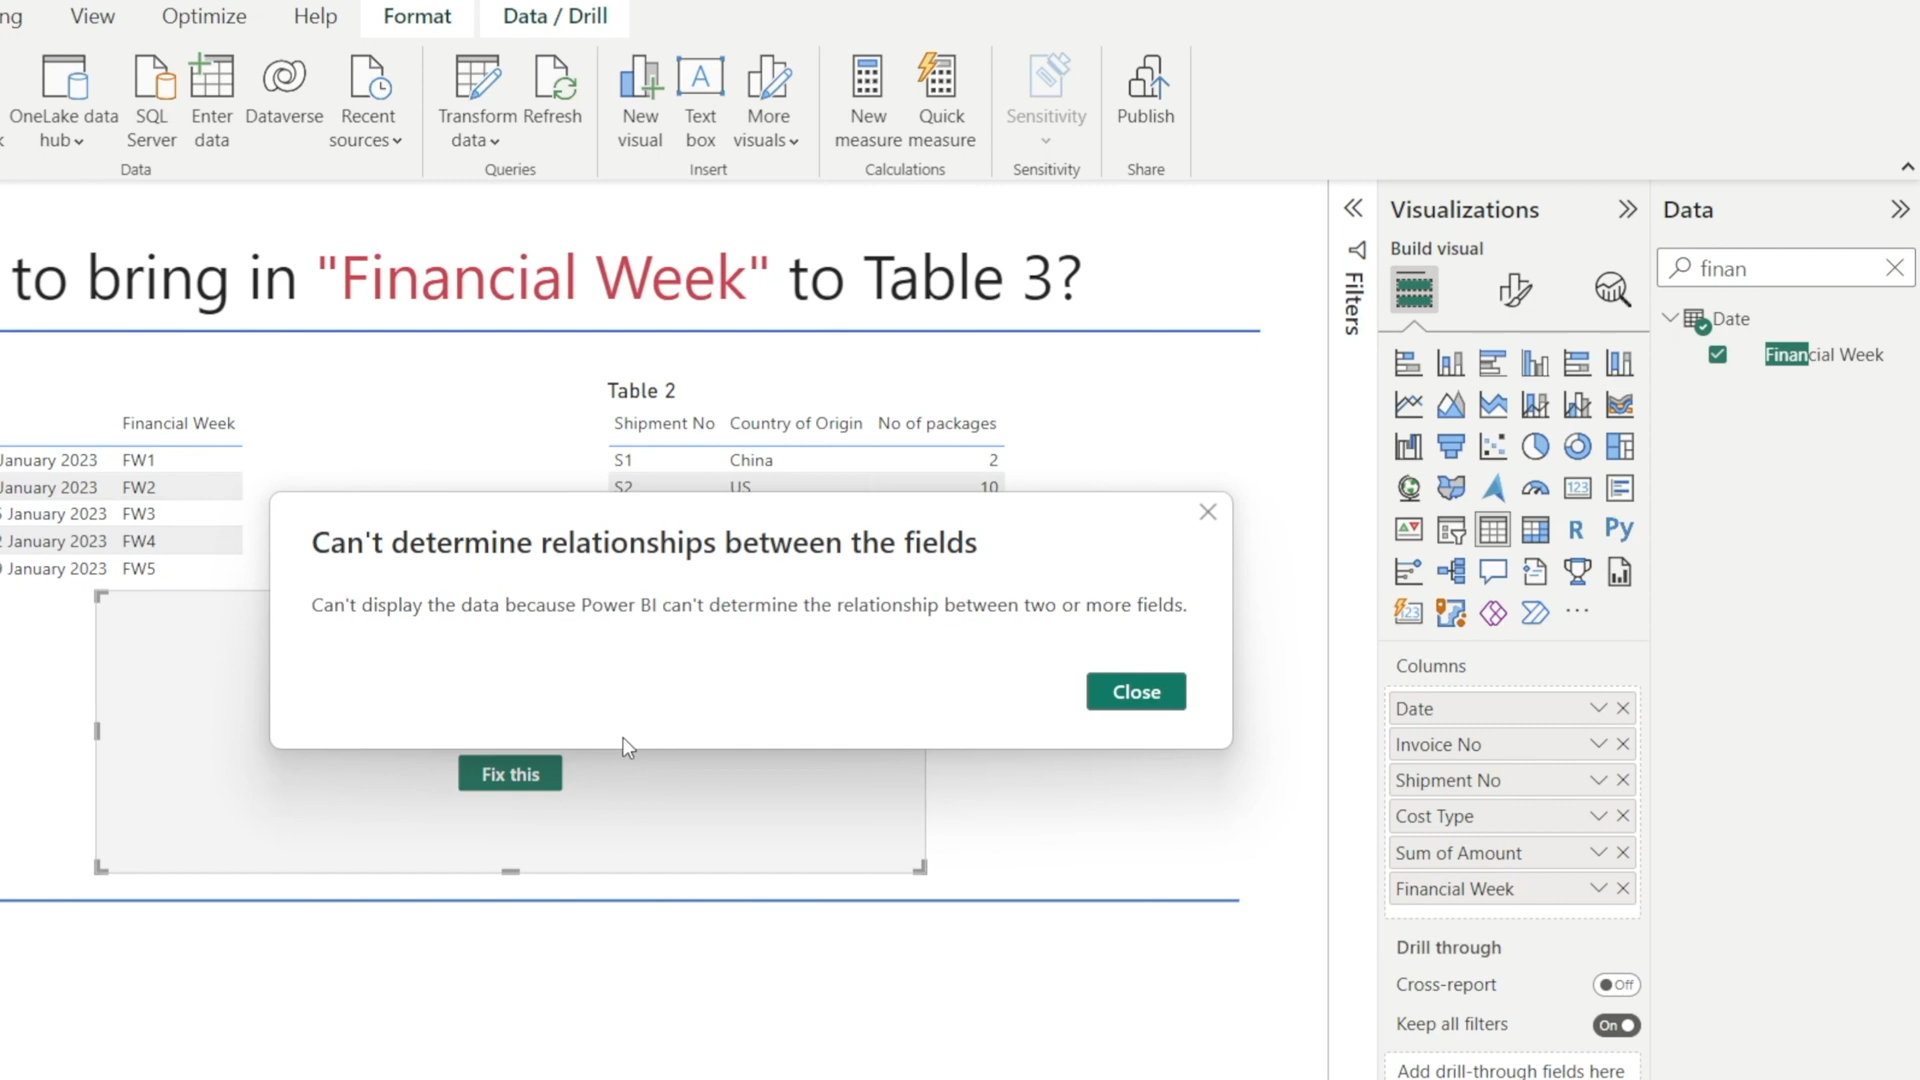 ng View Optimize Help Format Data / Drill
OneLake data hub
SQL Server
Enter data
Dataverse
Recent sources
Transform data
Refresh
New visual
Text box
More visuals
New measure
Quick measure
Sensitivity
Publish
Data
Queries
Insert
Calculations
Sensitivity
Share
to bring in "Financial Week" to Table 3?
Financial Week
January 2023 FW1
January 2023 FW2
January 2023 FW3
January 2023 FW4
January 2023 FW5
Table 2
Shipment No Country of Origin No of packages
S1 China 2
S2 US 10
Can't determine relationships between the fields
Can't display the data because Power BI can't determine the relationship between two or more fields.
Close
Fix this
Filters
Visualizations
Build visual
123
R
Py
123
Columns
Date
Invoice No
Shipment No
Cost Type
Sum of Amount
Financial Week
Drill through
Cross-report Off
Keep all filters On
Add drill-through fields here
Data
finan
Date
Financial Week